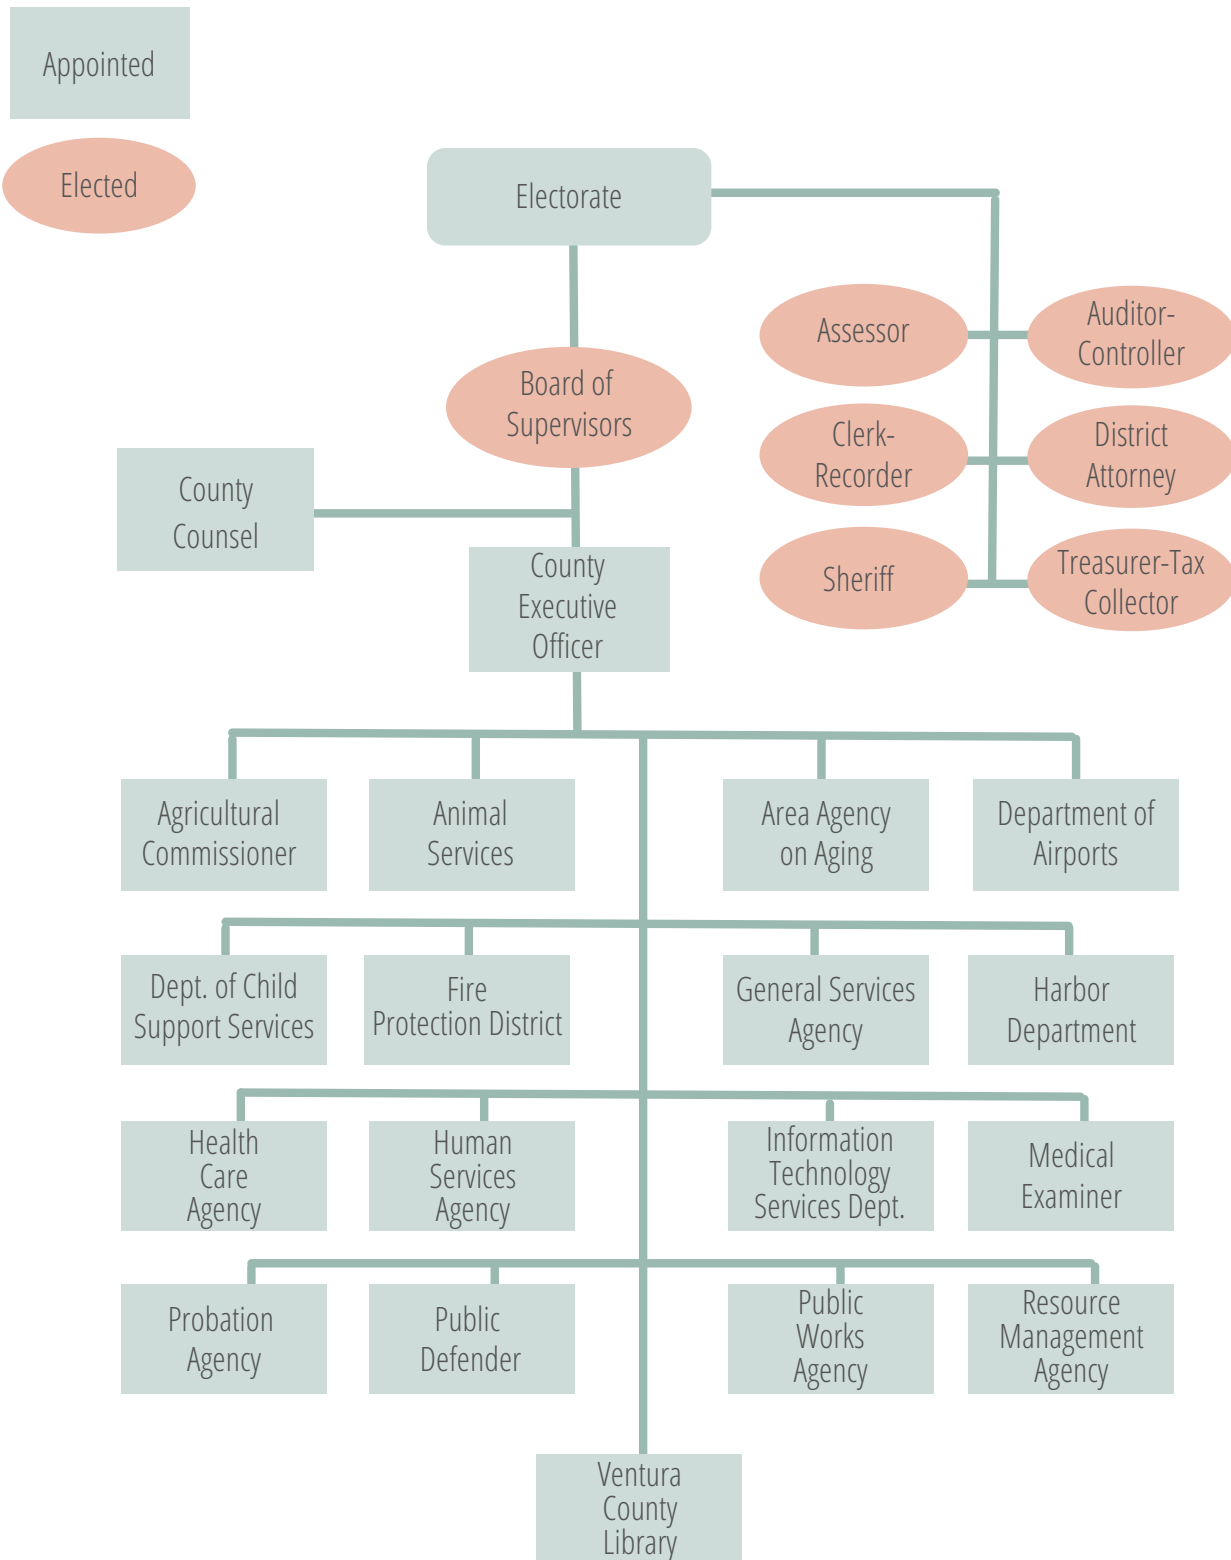 Appointed
Elected
Electorate
Assessor
Auditor-
Controller
Board of
Supervisors
Clerk-
Recorder
District
Attorney
County
Counsel
Sheriff
Treasurer-Tax
Collector
County
Executive
Officer
Agricultural
Commissioner
Animal
Services
Area Agency
on Aging
Department of
Airports
Dept. of Child
Support Services
Fire
Protection District
General Services
Agency
Harbor
Department
Health
Care
Agency
Human
Services
Agency
Information
Technology
Services Dept.
Medical
Examiner
Probation
Agency
Public
Defender
Public
Works
Agency
Resource
Management
Agency
Ventura
County
Library